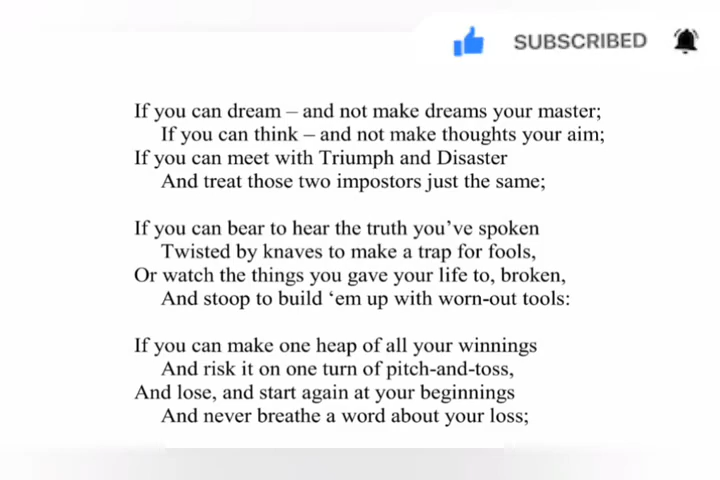 SUBSCRIBED
If you can dream – and not make dreams your master;
If you can think – and not make thoughts your aim;
If you can meet with Triumph and Disaster
And treat those two impostors just the same;
If you can bear to hear the truth you’ve spoken
Twisted by knaves to make a trap for fools,
Or watch the things you gave your life to, broken,
And stoop to build ‘em up with worn-out tools:
If you can make one heap of all your winnings
And risk it on one turn of pitch-and-toss,
And lose, and start again at your beginnings
And never breathe a word about your loss;